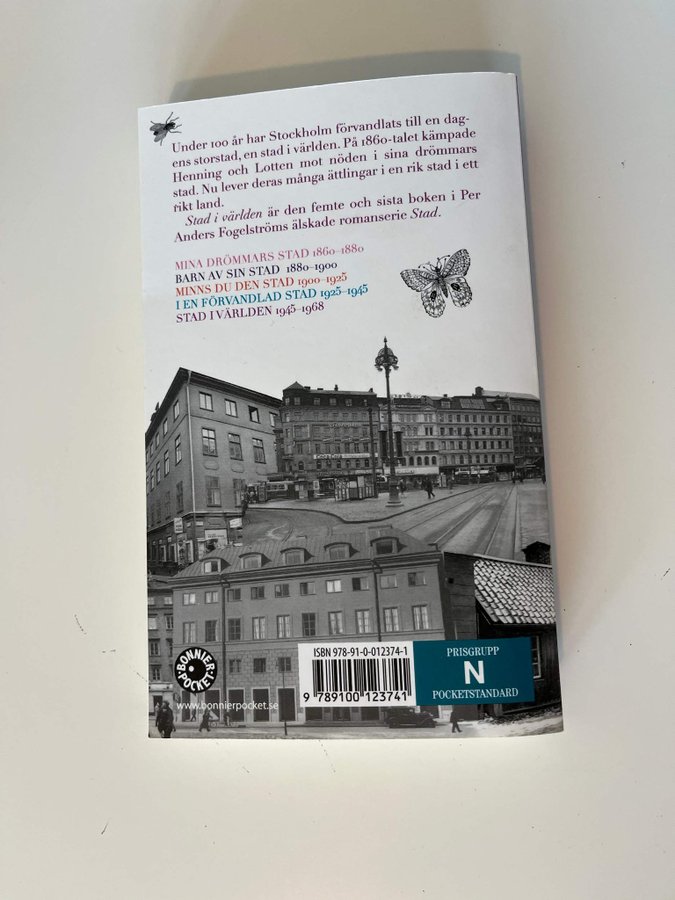 Under 100 år har Stockholm förvandlats till en dag-
ens storstad, en stad i världen. På 1860-talet kämpade
Henning och Lotten mot nöden i sina drömmars
stad. Nu lever deras många ättlingar i en rik stad i ett
rikt land.
Stad i världen är den femte och sista boken i Per
Anders Fogelströms älskade romanserie Stad.
MINA DRÖMMARS STAD 1860–1880
BARN AV SIN STAD 1880–1900
MINNS DU DEN STAD 1900–1925
I EN FÖRVANDLAD STAD 1925–1945
STAD I VÄRLDEN 1945–1968
BONNIER
POCKET
www.bonnierpocket.se
ISBN 978-91-0-012374-1
9 789100 123741
PRISGRUPP
N
POCKETSTANDARD